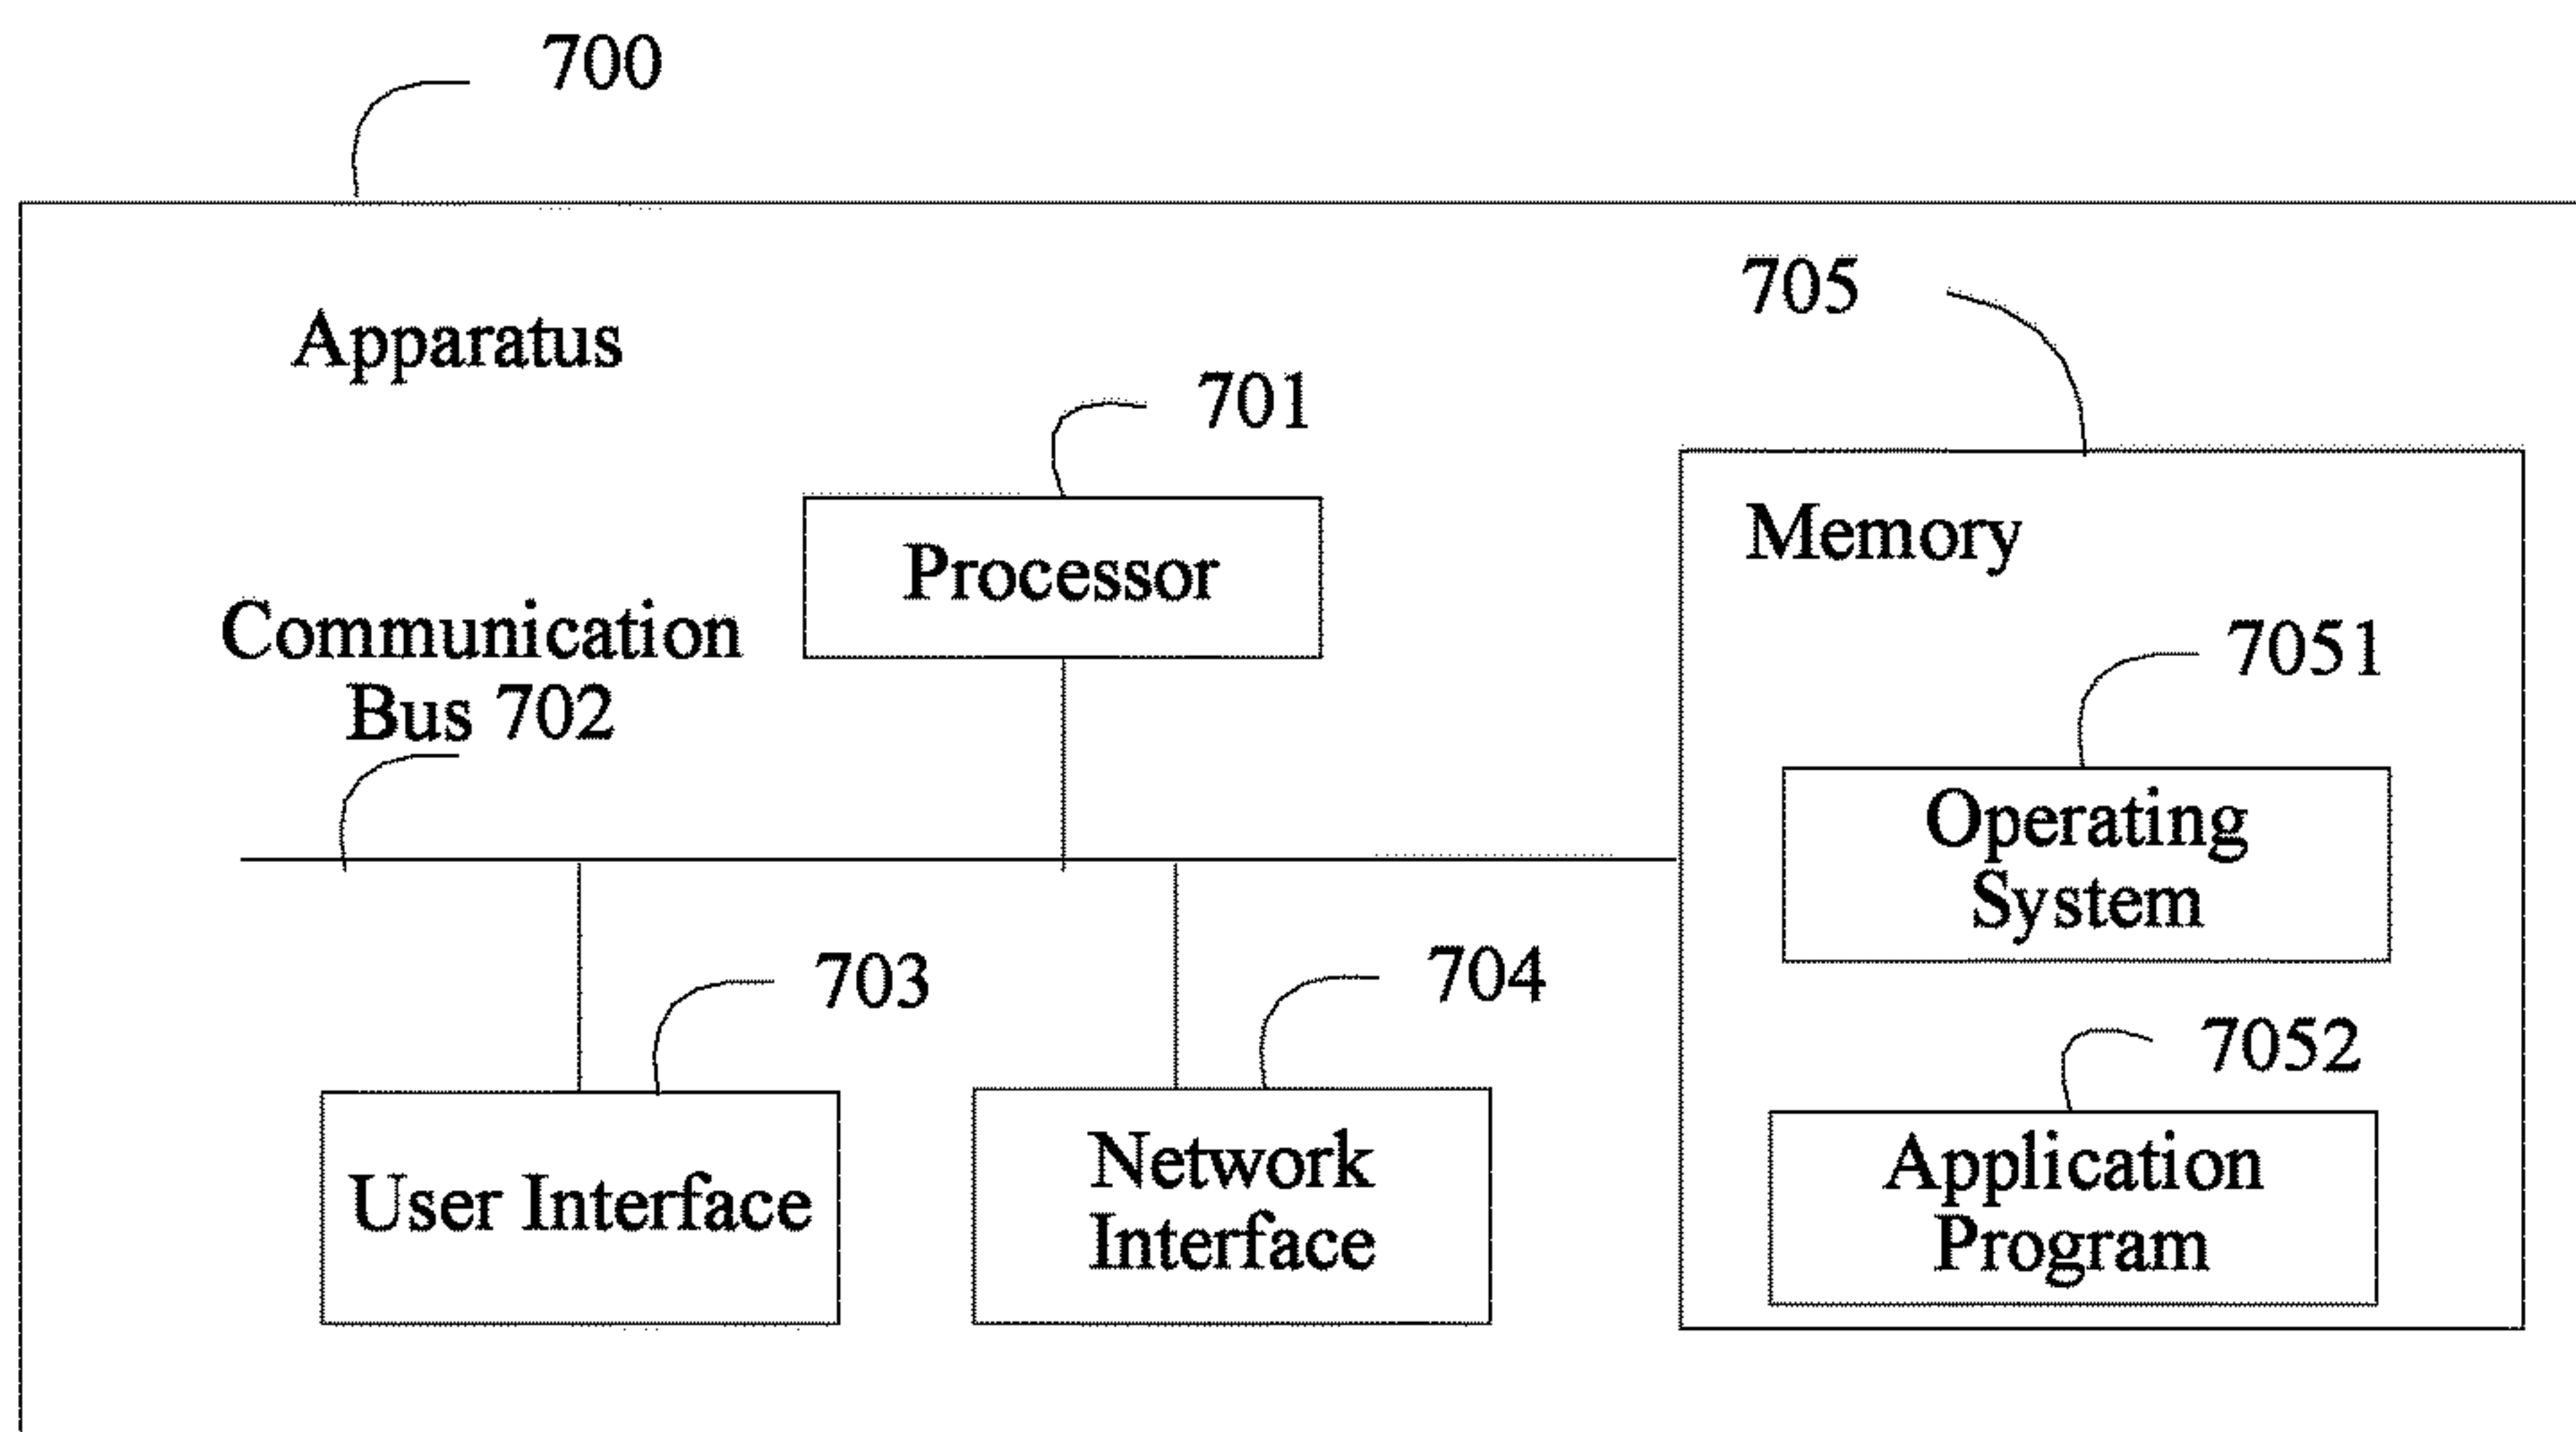 700
Apparatus
705
701
Processor
Memory
Communication
Bus 702
7051
Operating
System
703
704
7052
User Interface
Network
Interface
Application
Program